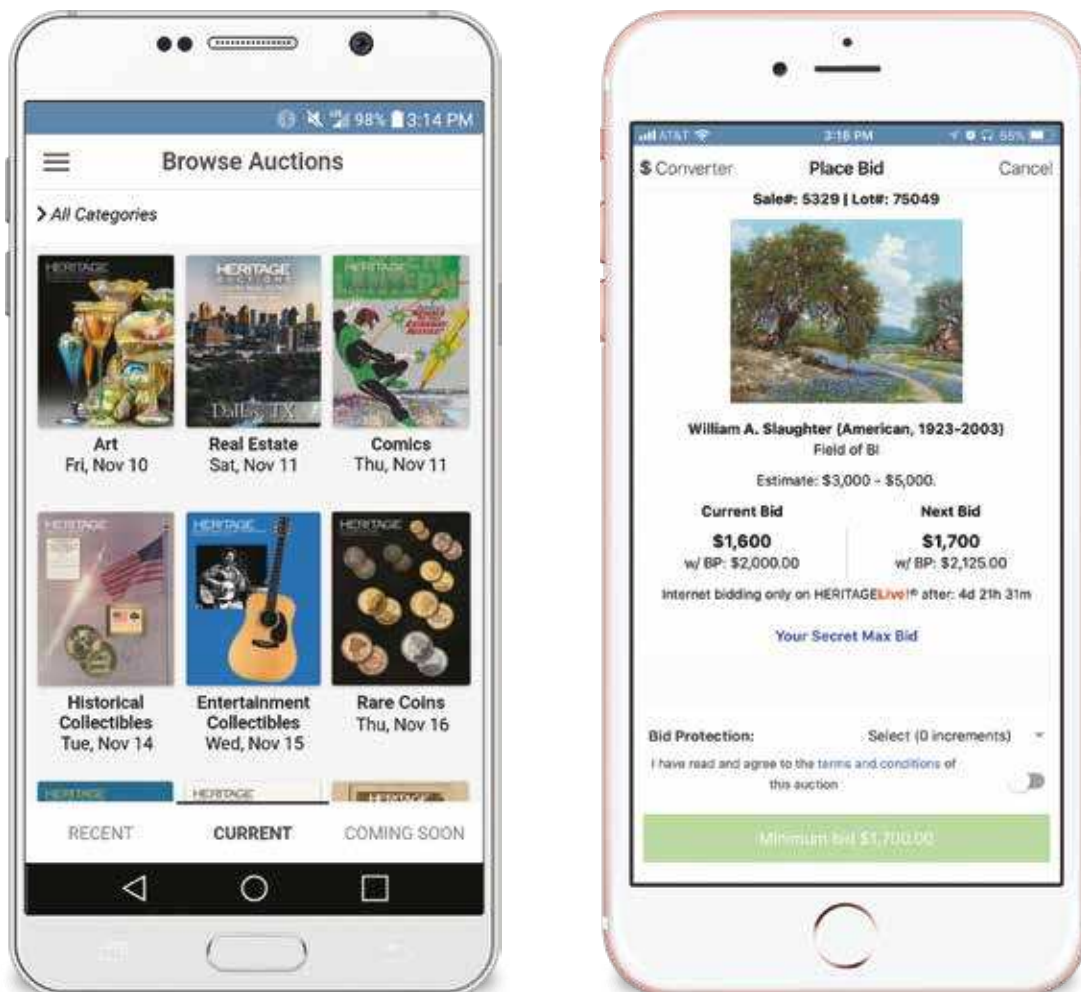 98% 3:14 PM
Browse Auctions
All Categories
HERITAGE
HERITAGE
AUCTIONS
HERITAGE
Dallas, TX
Art
Fri, Nov 10
Real Estate
Sat, Nov 11
Comics
Thu, Nov 11
HERITAGE
HERITAGE
HERITAGE
Historical
Collectibles
Tue, Nov 14
Entertainment
Collectibles
Wed, Nov 15
Rare Coins
Thu, Nov 16
HERITAGE
HERITAGE
HERITAGE
RECENT
CURRENT
COMING SOON
AT&T 3:16 PM 55%
$ Converter
Place Bid
Cancel
Sale#: 5329 | Lot#: 75049
William A. Slaughter (American, 1923-2003)
Field of Bl
Estimate: $3,000 - $5,000.
Current Bid
$1,600
w/ BP: $2,000.00
Next Bid
$1,700
w/ BP: $2,125.00
Internet bidding only on HERITAGELive!® after: 4d 21h 31m
Your Secret Max Bid
Bid Protection:
Select (0 increments)
I have read and agree to the terms and conditions of
this auction
Minimum bid $1,700.00